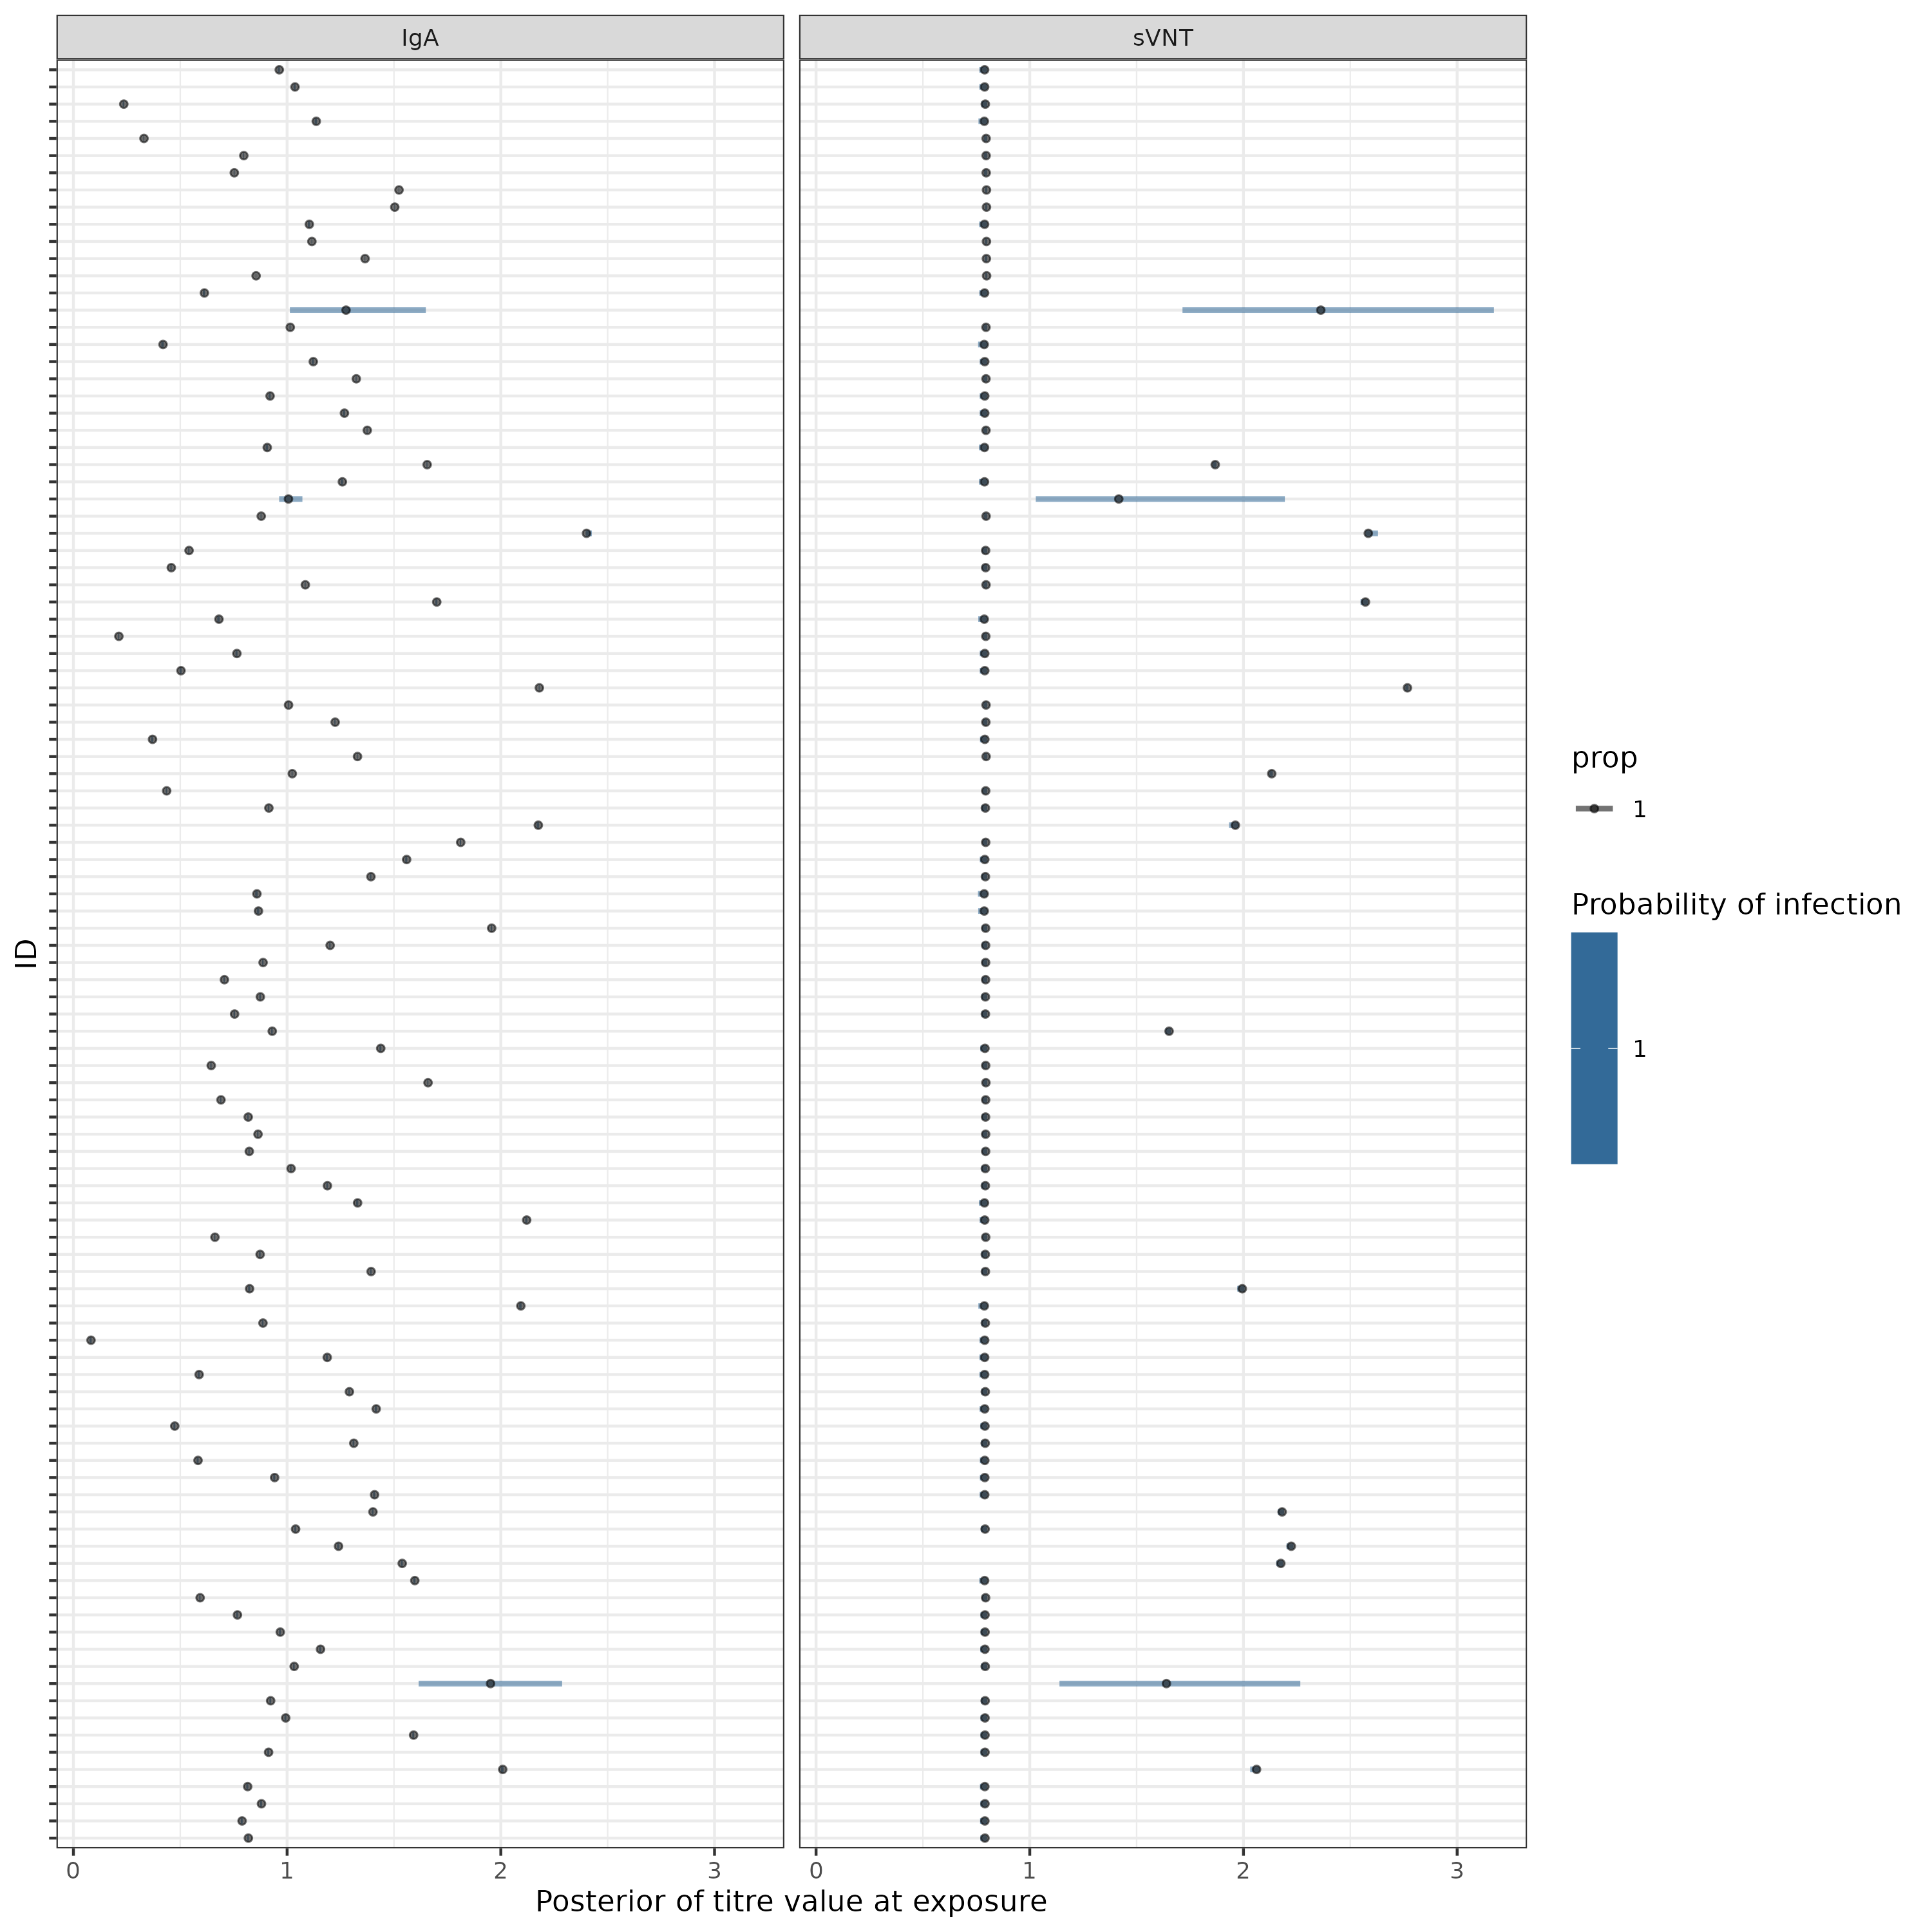 IgA
sVNT
ID
prop
1
Probability of infection
1
0 1 2 3
0 1 2 3
Posterior of titre value at exposure